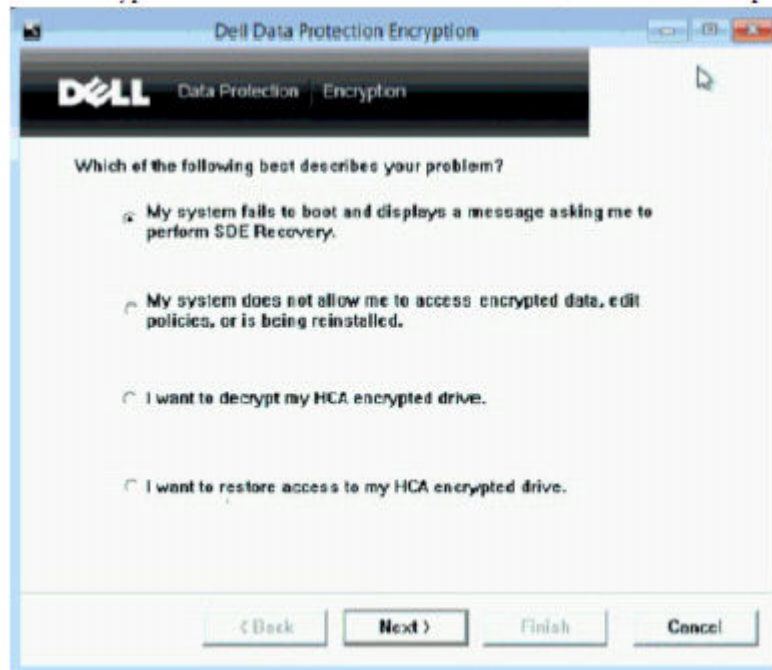 Dell Data Protection Encryption
DELL Data Protection | Encryption
Which of the following best describes your problem?
My system fails to boot and displays a message asking me to
perform SDE Recovery.
My system does not allow me to access encrypted data, edit
policies, or is being reinstalled.
I want to decrypt my HCA encrypted drive.
I want to restore access to my HCA encrypted drive.
< Back Next > Finish Cancel